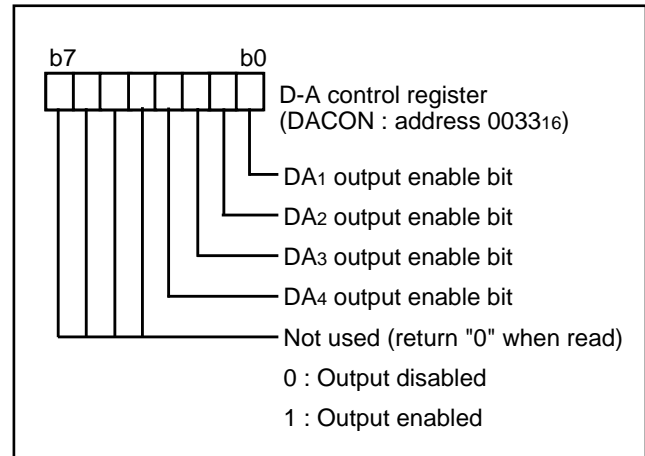 b7 b0
D-A control register
(DACON : address 003316)
DA1 output enable bit
DA2 output enable bit
DA3 output enable bit
DA4 output enable bit
Not used (return "0" when read)
0 : Output disabled
1 : Output enabled